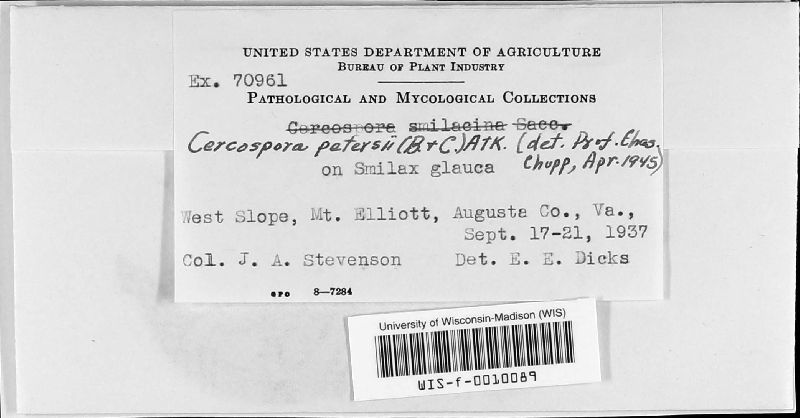 UNITED STATES DEPARTMENT OF AGRICULTURE
BUREAU OF PLANT INDUSTRY
Ex. 70961
PATHOLOGICAL AND MYCOLOGICAL COLLECTIONS
Cercospora smilacina Sacc.
Cercospora petersii (B & C.) Atk. (det. Prof. Chas.
on Smilax glauca Chupp, Apr. 1945)
West Slope, Mt. Elliott, Augusta Co., Va.,
Sept. 17-21, 1937
Col. J. A. Stevenson Det. E. E. Dicks
GPO 8—7284
University of Wisconsin-Madison (WIS)
WIS-f-0010089